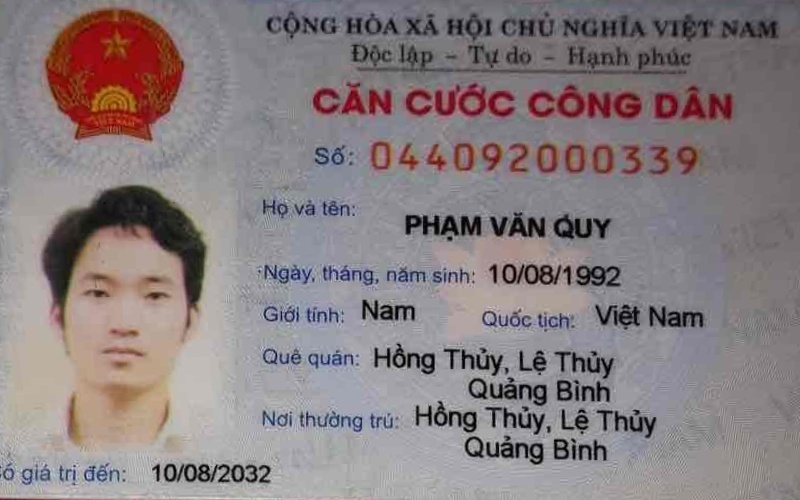 CỘNG HÒA XÃ HỘI CHỦ NGHĨA VIỆT NAM
Độc lập - Tự do - Hạnh phúc
CĂN CƯỚC CÔNG DÂN
Số: 044092000339
Họ và tên:
PHẠM VĂN QUY
Ngày, tháng, năm sinh: 10/08/1992
Giới tính: Nam Quốc tịch: Việt Nam
Quê quán: Hồng Thủy, Lệ Thủy
Quảng Bình
Nơi thường trú: Hồng Thủy, Lệ Thủy
Quảng Bình
ó giá trị đến: 10/08/2032